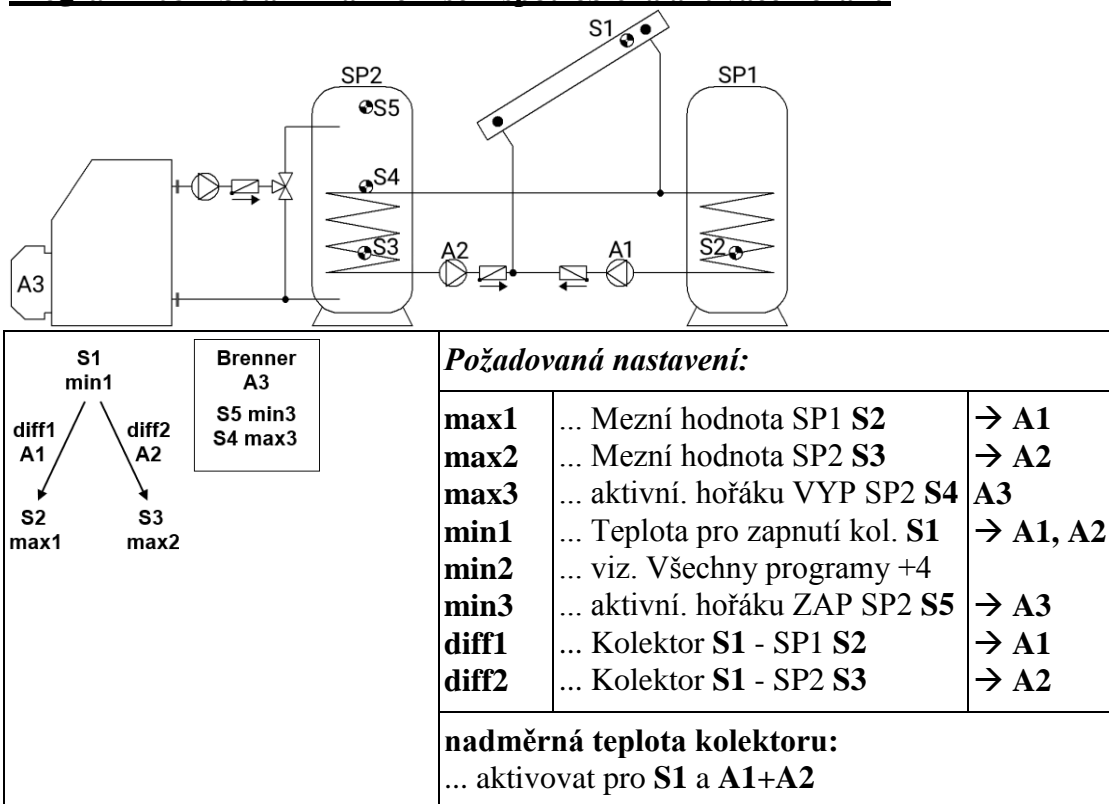 S1
SP2
SP1
S5
S4
S3
A2
A1
S2
A3
S1
min1
diff1
A1
diff2
A2
S2
max1
S3
max2
Brenner
A3
S5 min3
S4 max3
Požadovaná nastavení:
max1 ... Mezní hodnota SP1 S2 → A1
max2 ... Mezní hodnota SP2 S3 → A2
max3 ... aktivní. hořáku VYP SP2 S4 A3
min1 ... Teplota pro zapnutí kol. S1 → A1, A2
min2 ... viz. Všechny programy +4
min3 ... aktivní. hořáku ZAP SP2 S5 → A3
diff1 ... Kolektor S1 - SP1 S2 → A1
diff2 ... Kolektor S1 - SP2 S3 → A2
nadměrná teplota kolektoru:
... aktivovat pro S1 a A1+A2